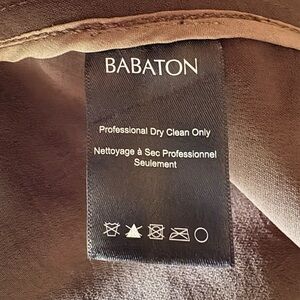 BABATON
Professional Dry Clean Only
Nettoyage à Sec Professionnel
Seulement